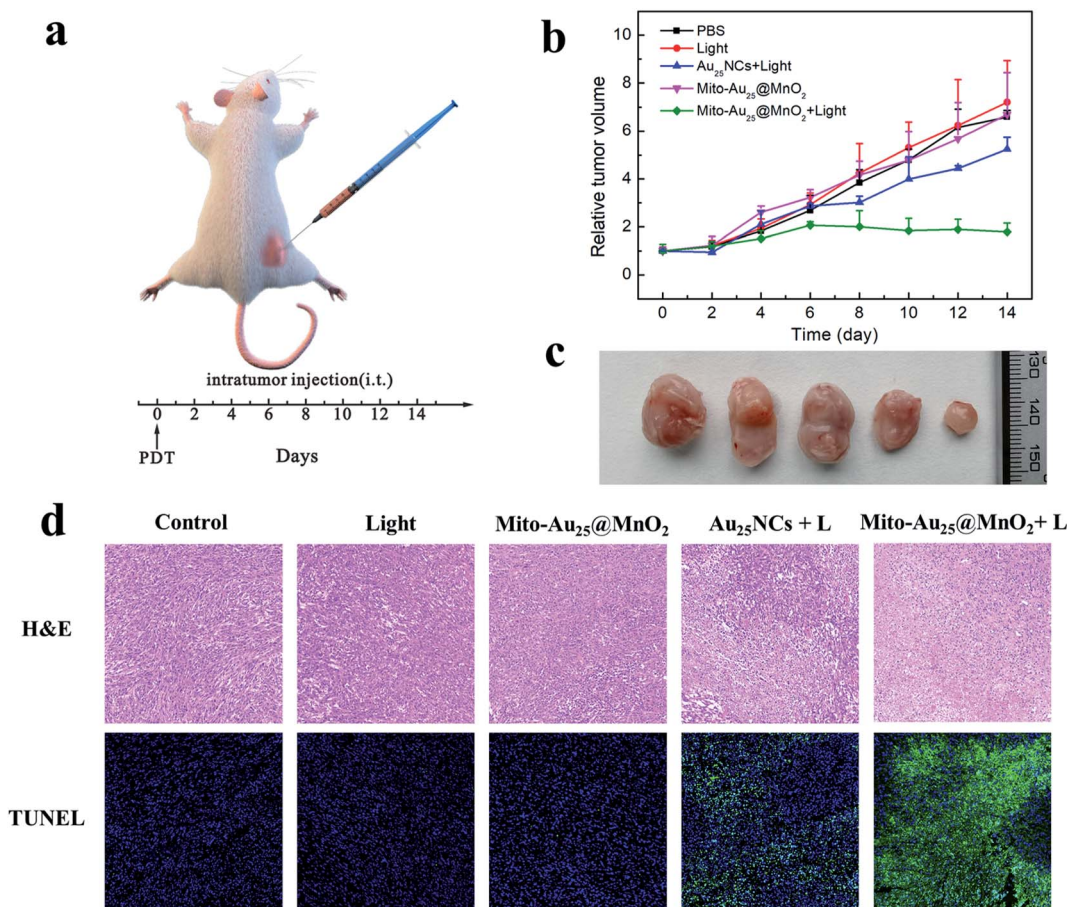 a
intratumor injection(i.t.)
0 2 4 6 8 10 12 14
PDT
Days
b
10
8
6
4
2
0
Relative tumor volume
PBS
Light
Au₂₅NCs+Light
Mito-Au₂₅@MnO₂
Mito-Au₂₅@MnO₂+Light
0 2 4 6 8 10 12 14
Time (day)
c
130
140
150
d
Control Light Mito-Au₂₅@MnO₂ Au₂₅NCs + L Mito-Au₂₅@MnO₂+ L
H&E
TUNEL